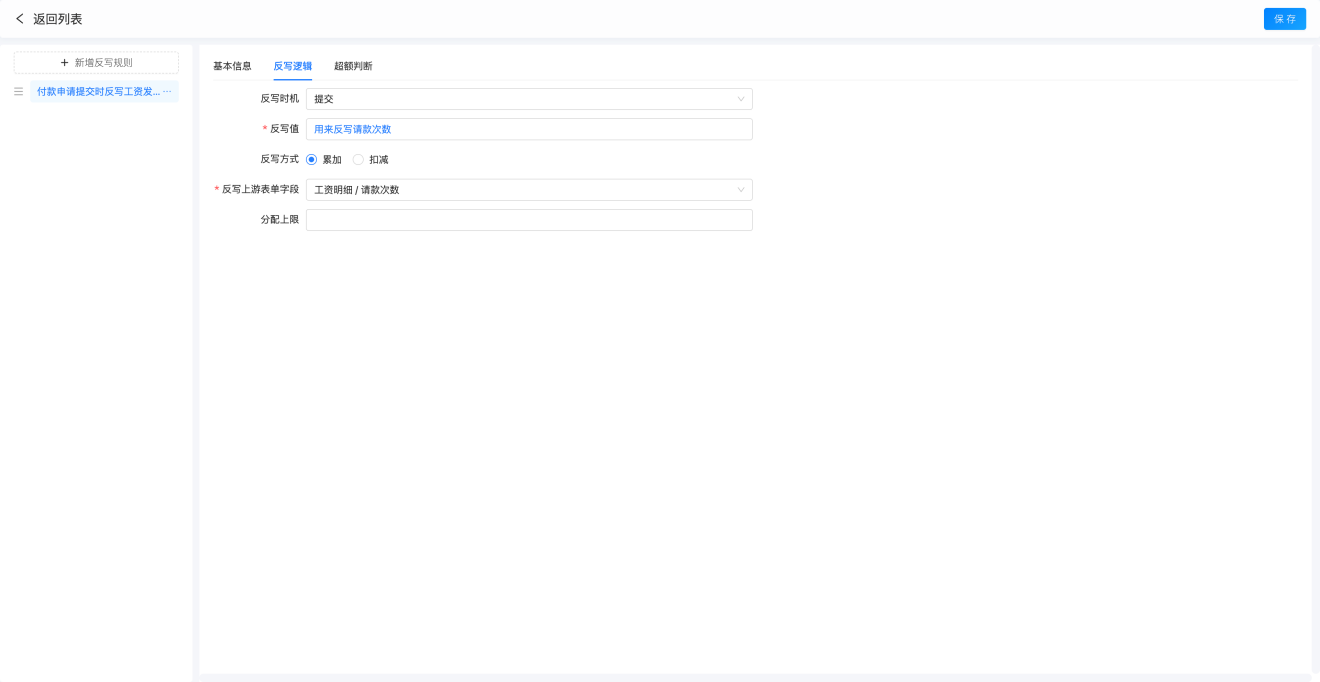 返回列表
保 存
新增反写规则
付款申请提交时反写工资发...
基本信息 反写逻辑 超额判断
反写时机 提交
* 反写值 用来反写请款次数
反写方式 累加 扣减
* 反写上游表单字段 工资明细 / 请款次数
分配上限